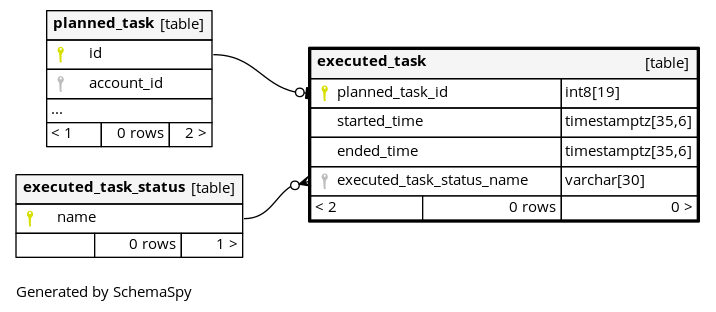 planned_task [table]
id
account_id
...
< 1 0 rows 2 >
executed_task [table]
planned_task_id int8[19]
started_time timestamptz[35,6]
ended_time timestamptz[35,6]
executed_task_status_name varchar[30]
< 2 0 rows 0 >
executed_task_status [table]
name
0 rows 1 >
Generated by SchemaSpy